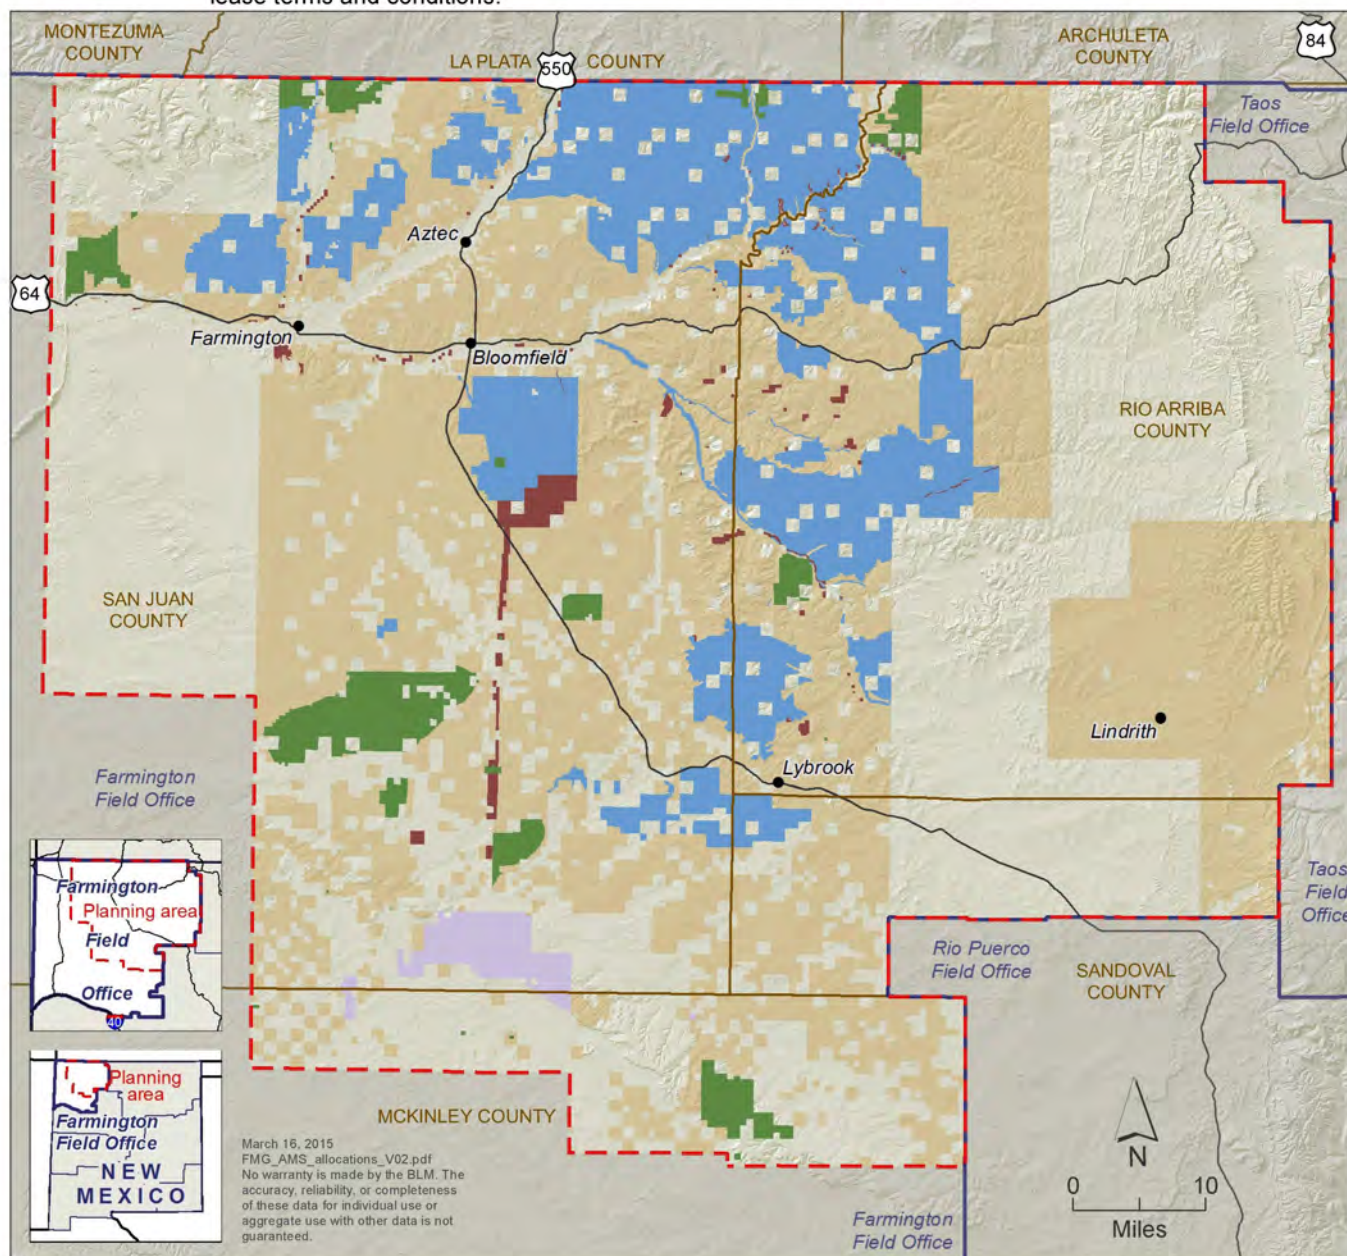 lease terms and conditions.
MONTEZUMA
COUNTY
LA PLATA
COUNTY
550
ARCHULETA
COUNTY
84
Taos
Field Office
Aztec
64
Farmington
Bloomfield
RIO ARRIBA
COUNTY
SAN JUAN
COUNTY
Lindrith
Lybrook
Farmington
Field Office
Taos
Field
Office
Farmington
Planning area
Field
Office
40
Rio Puerco
Field Office
SANDOVAL
COUNTY
Planning
area
Farmington
Field Office
NEW
MEXICO
MCKINLEY COUNTY
March 16, 2015
FMG_AMS_allocations_V02.pdf
No warranty is made by the BLM. The
accuracy, reliability, or completeness
of these data for individual use or
aggregate use with other data is not
guaranteed.
N
0 10
Miles
Farmington
Field Office